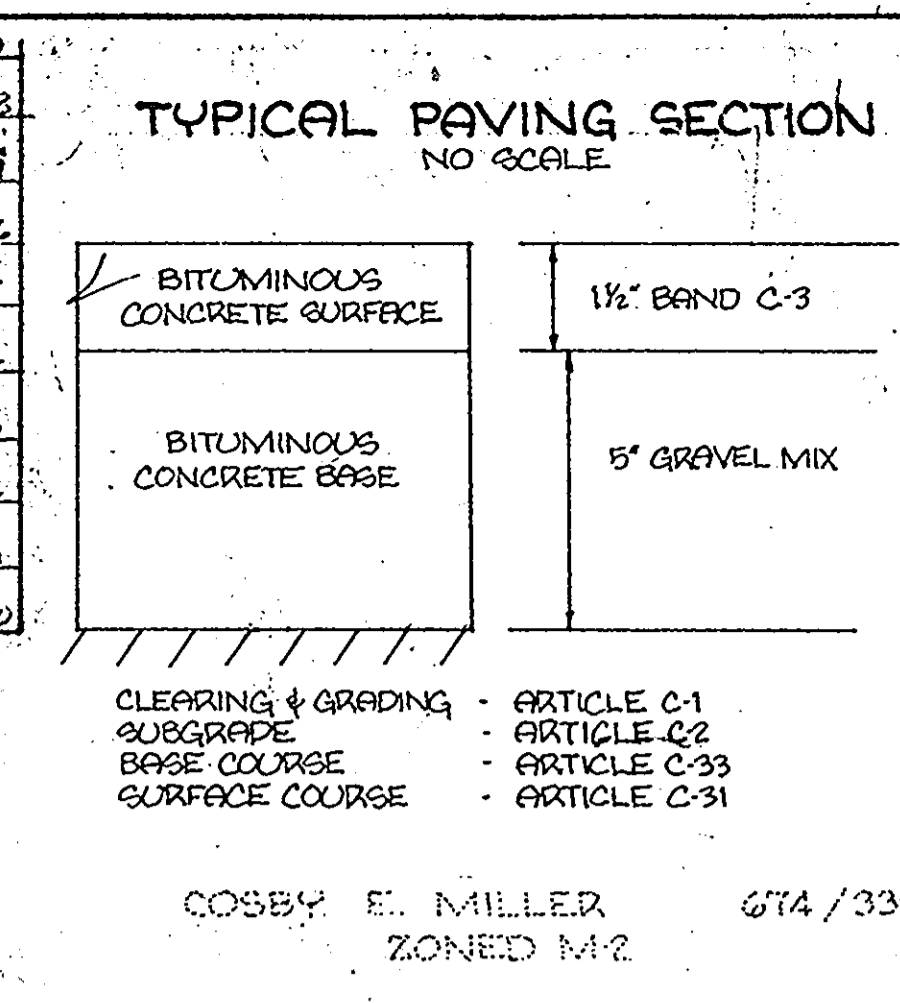 TYPICAL PAVING SECTION
NO SCALE
BITUMINOUS
CONCRETE SURFACE
1½" BAND C-3
BITUMINOUS
CONCRETE BASE
5" GRAVEL MIX
CLEARING & GRADING - ARTICLE C-1
SUBGRADE - ARTICLE C-2
BASE COURSE - ARTICLE C-33
SURFACE COURSE - ARTICLE C-31
COSBY E. MILLER 674/33
ZONED M-2